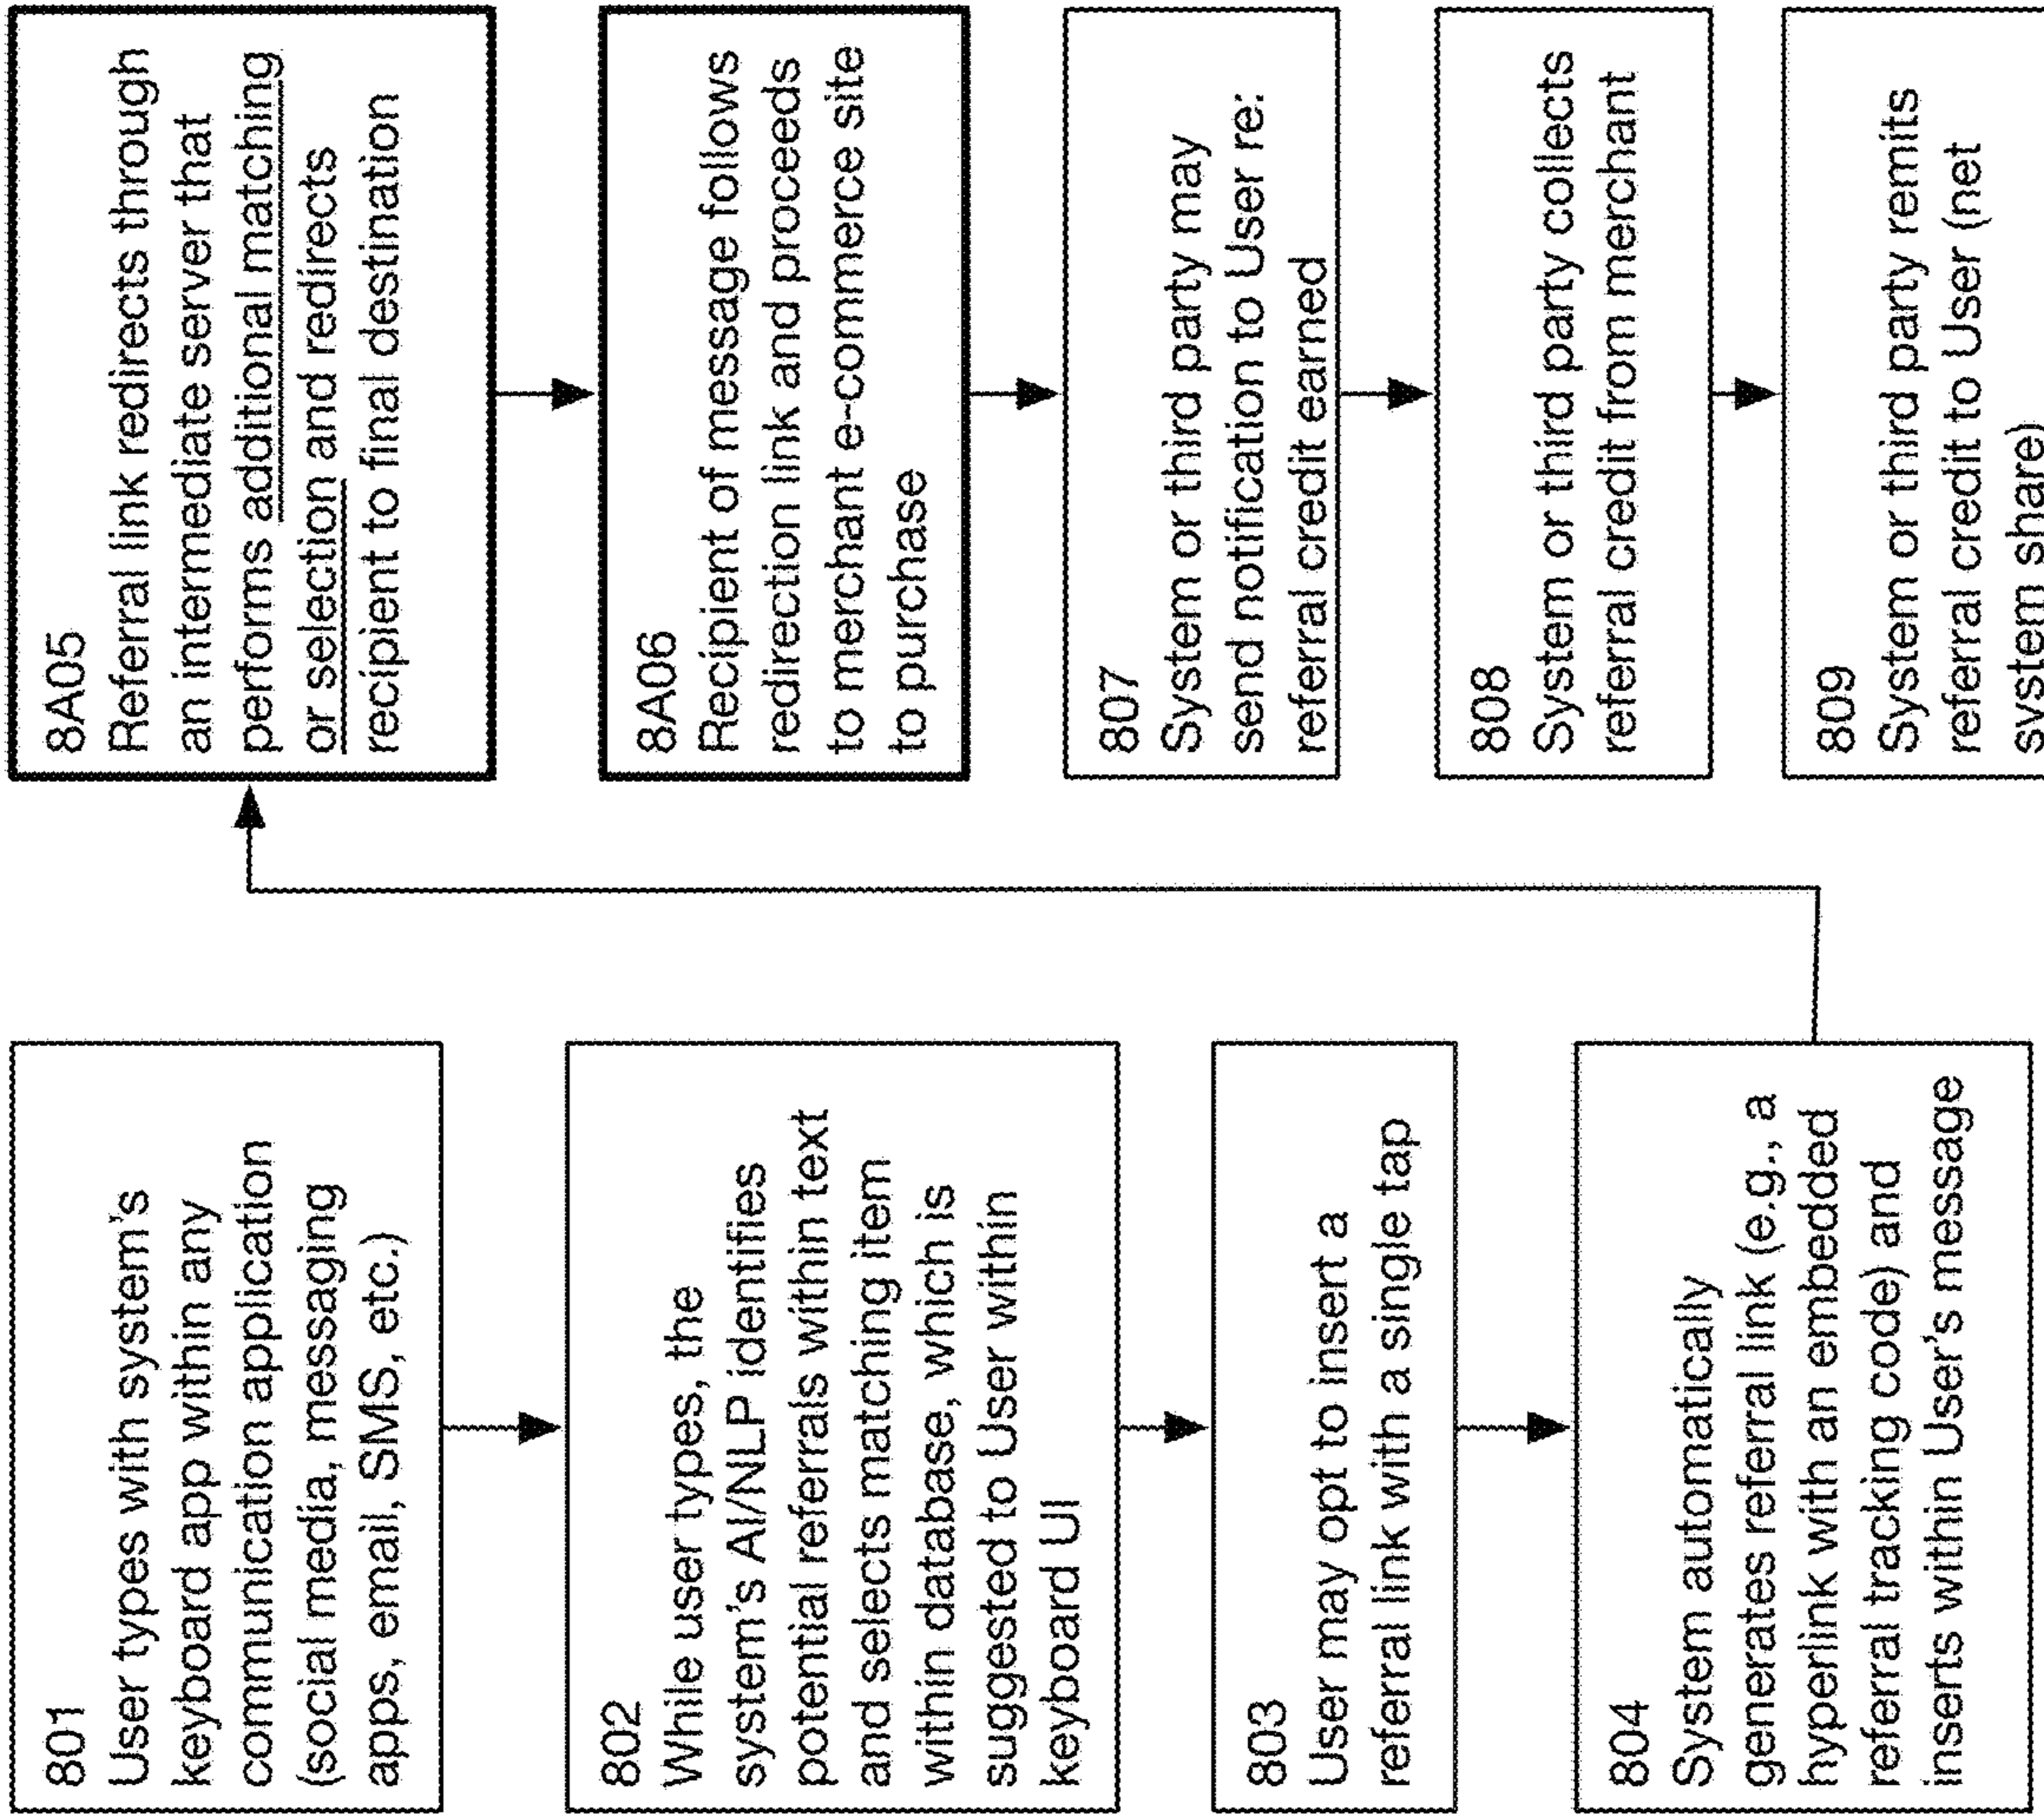 801
User types with system's
keyboard app within any
communication application
(social media, messaging
apps, email, SMS, etc.)
802
While user types, the
system's AI/NLP identifies
potential referrals within text
and selects matching item
within database, which is
suggested to User within
keyboard UI
803
User may opt to insert a
referral link with a single tap
804
System automatically
generates referral link (e.g., a
hyperlink with an embedded
referral tracking code) and
inserts within User's message
8A05
Referral link redirects through
an intermediate server that
performs additional matching
or selection and redirects
recipient to final destination
8A06
Recipient of message follows
redirection link and proceeds
to merchant e-commerce site
to purchase
807
System or third party may
send notification to User re:
referral credit earned
808
System or third party collects
referral credit from merchant
809
System or third party remits
referral credit to User (net
system share)